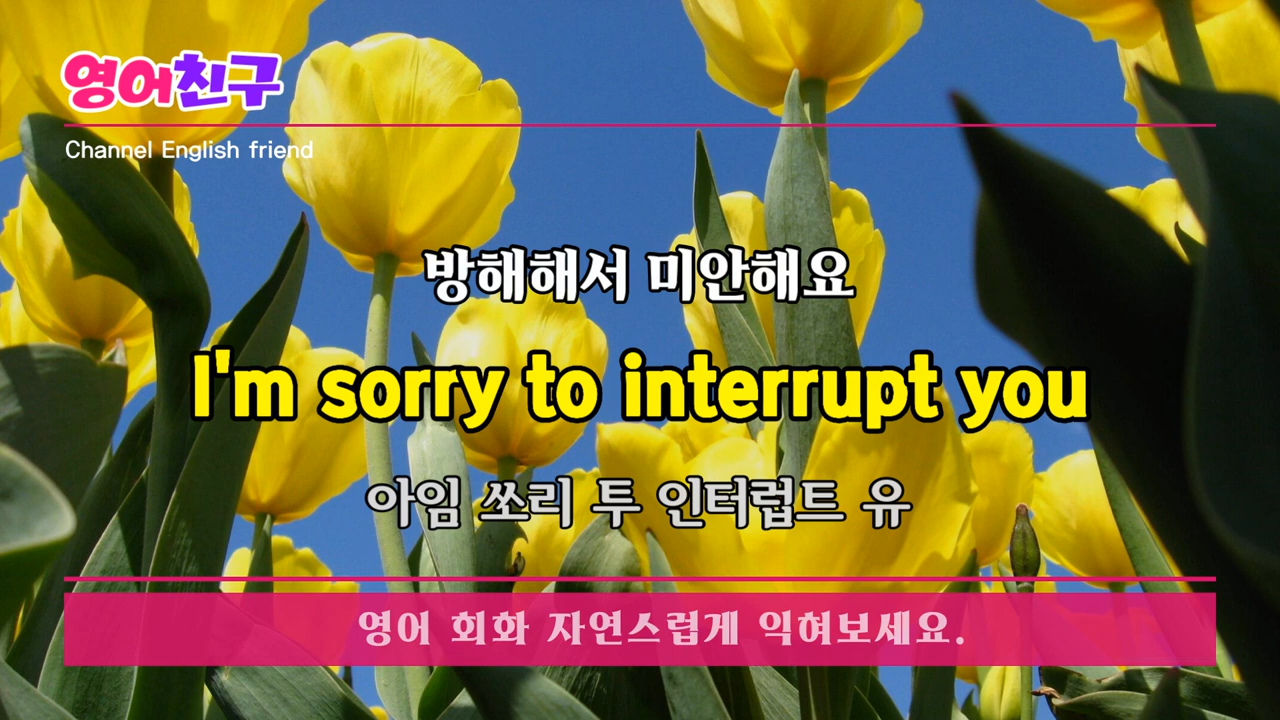 영어친구
Channel English friend
방해해서 미안해요
I'm sorry to interrupt you
아임 쏘리 투 인터럽트 유
영어 회화 자연스럽게 익혀보세요.